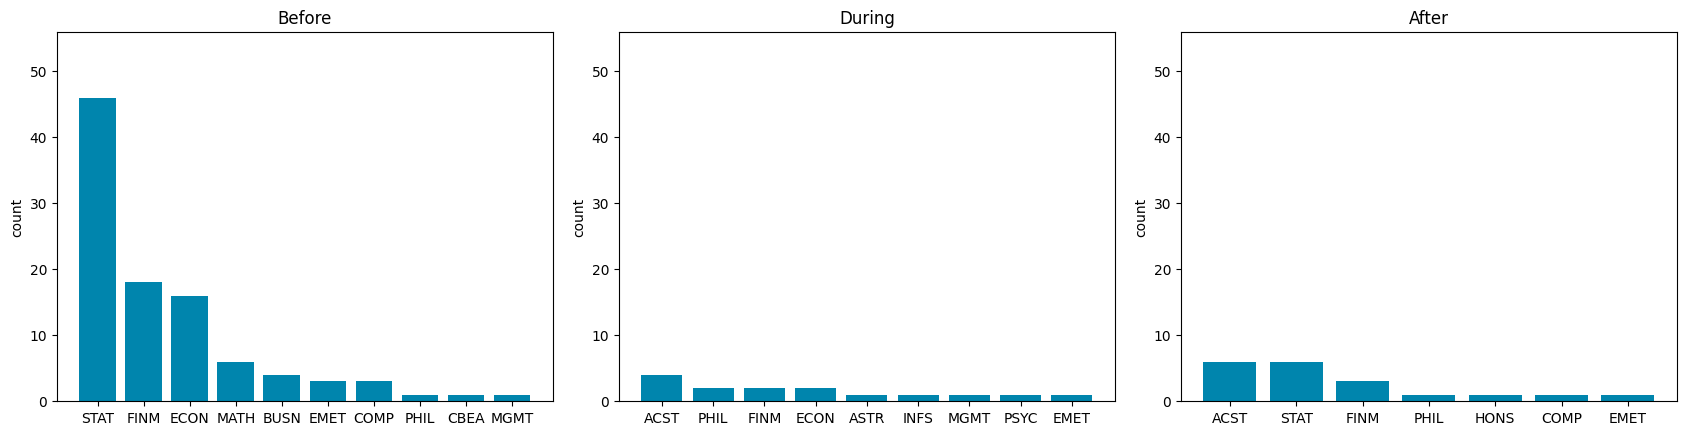 Before
50
40
30
20
10
0
count
STAT FINM ECON MATH BUSN EMET COMP PHIL CBEA MGMT
During
50
40
30
20
10
0
count
ACST PHIL FINM ECON ASTR INFS MGMT PSYC EMET
After
50
40
30
20
10
0
count
ACST STAT FINM PHIL HONS COMP EMET